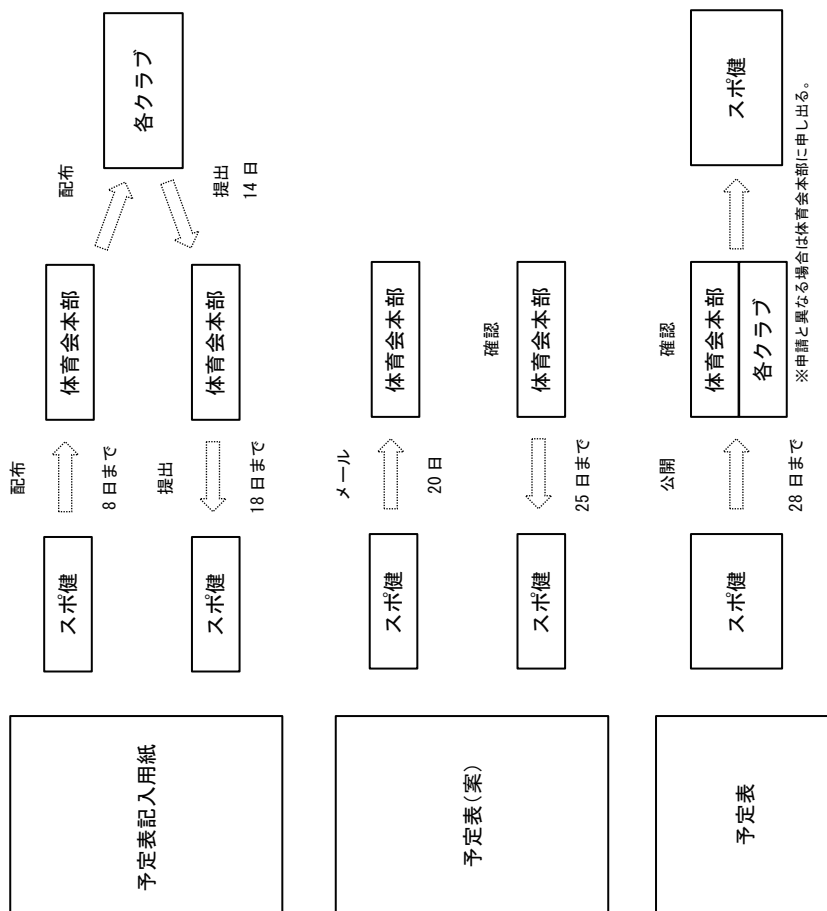 予定表記入用紙
スポ健
配布
8日まで
体育会本部
配布
各クラブ
提出
14日
体育会本部
提出
18日まで
スポ健
予定表(案)
スポ健
メール
20日
体育会本部
確認
体育会本部
25日まで
スポ健
予定表
スポ健
公開
28日まで
確認
体育会本部
各クラブ
スポ健
※申請と異なる場合は体育会本部に申し出る。